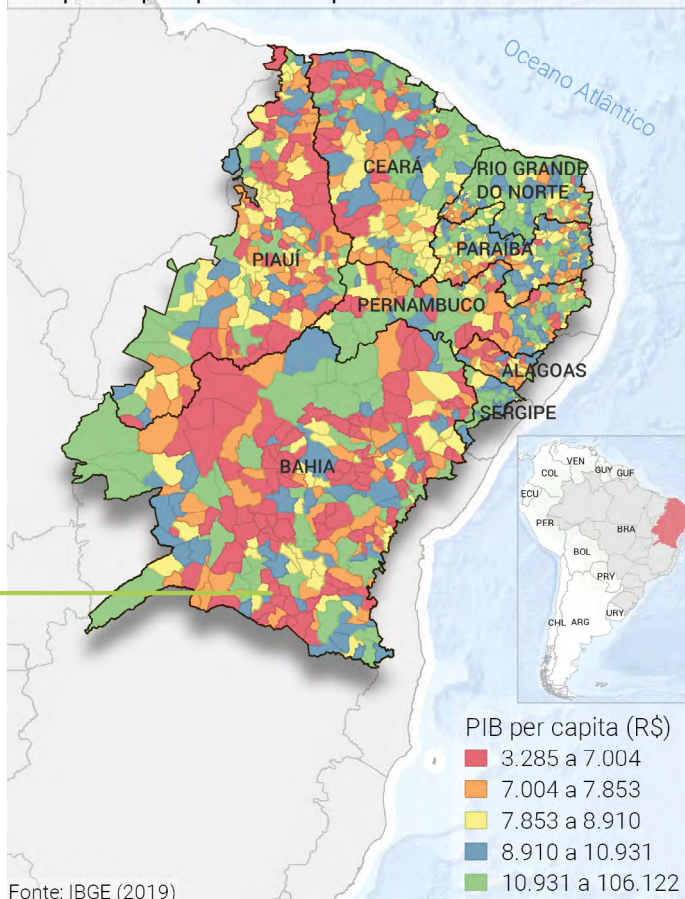 Oceano Atlântico
CEARÁ
RIO GRANDE
DO NORTE
PARAÍBA
PIAUÍ
PERNAMBUCO
ALAGOAS
SERGIPE
BAHIA
VEN
GUY
GUF
COL
ECU
PER
BRA
BOL
PRY
CHL
ARG
URY
PIB per capita (R$)
3.285 a 7.004
7.004 a 7.853
7.853 a 8.910
8.910 a 10.931
10.931 a 106.122
Fonte: IBGE (2019)